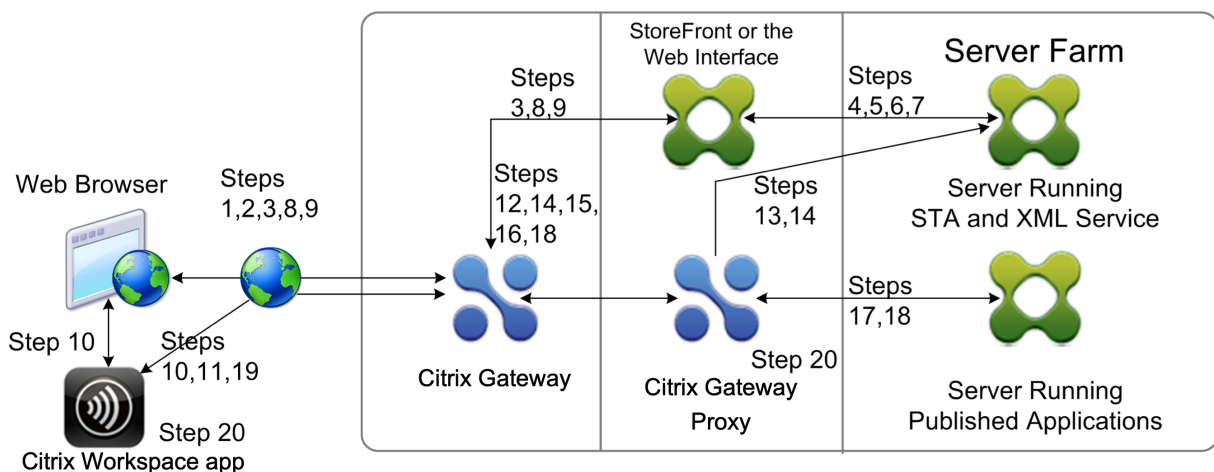 StoreFront or the
Web Interface
Server Farm
Steps
3,8,9
Steps
4,5,6,7
Web Browser
Steps
1,2,3,8,9
Steps
12,14,15,
16,18
Steps
13,14
Server Running
STA and XML Service
Steps
17,18
Step 10
Steps
10,11,19
Citrix Gateway
Step 20
Citrix Gateway
Proxy
Server Running
Published Applications
Step 20
Citrix Workspace app